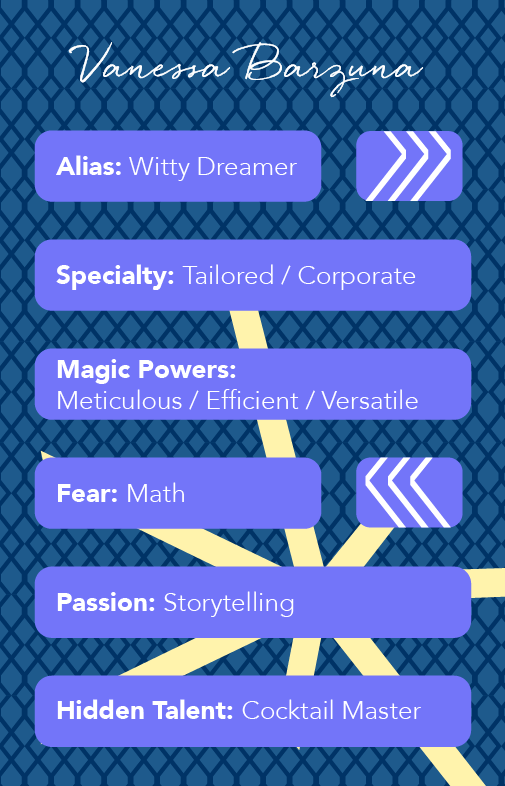 Vanessa Barzuna
Alias: Witty Dreamer
Specialty: Tailored / Corporate
Magic Powers:
Meticulous / Efficient / Versatile
Fear: Math
Passion: Storytelling
Hidden Talent: Cocktail Master